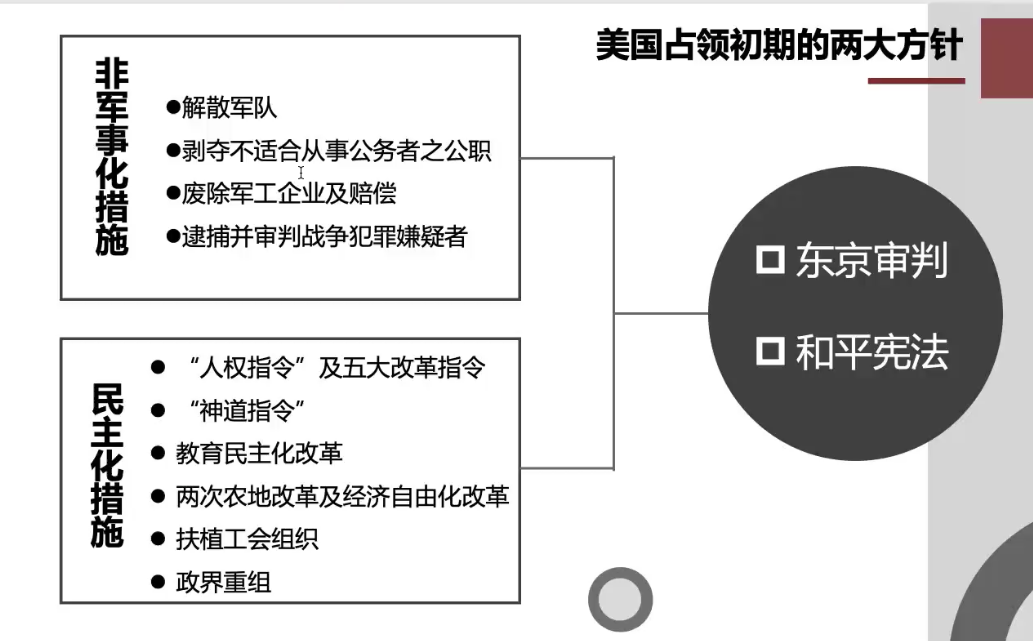 美国占领初期的两大方针
非军事化措施
●解散军队
●剥夺不适合从事公务者之公职
●废除军工企业及赔偿
●逮捕并审判战争犯罪嫌疑者
民主化措施
● “人权指令”及五大改革指令
● “神道指令”
● 教育民主化改革
● 两次农地改革及经济自由化改革
● 扶植工会组织
● 政界重组
东京审判
和平宪法